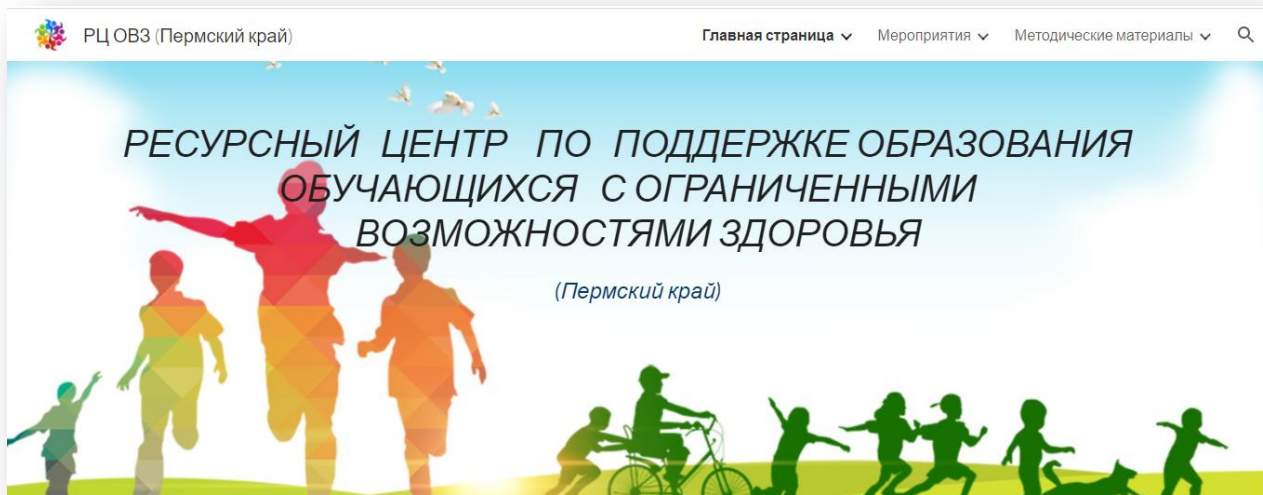 РЦ ОВЗ (Пермский край)
Главная страница
Мероприятия
Методические материалы
РЕСУРСНЫЙ ЦЕНТР ПО ПОДДЕРЖКЕ ОБРАЗОВАНИЯ
ОБУЧАЮЩИХСЯ С ОГРАНИЧЕННЫМИ
ВОЗМОЖНОСТЯМИ ЗДОРОВЬЯ
(Пермский край)